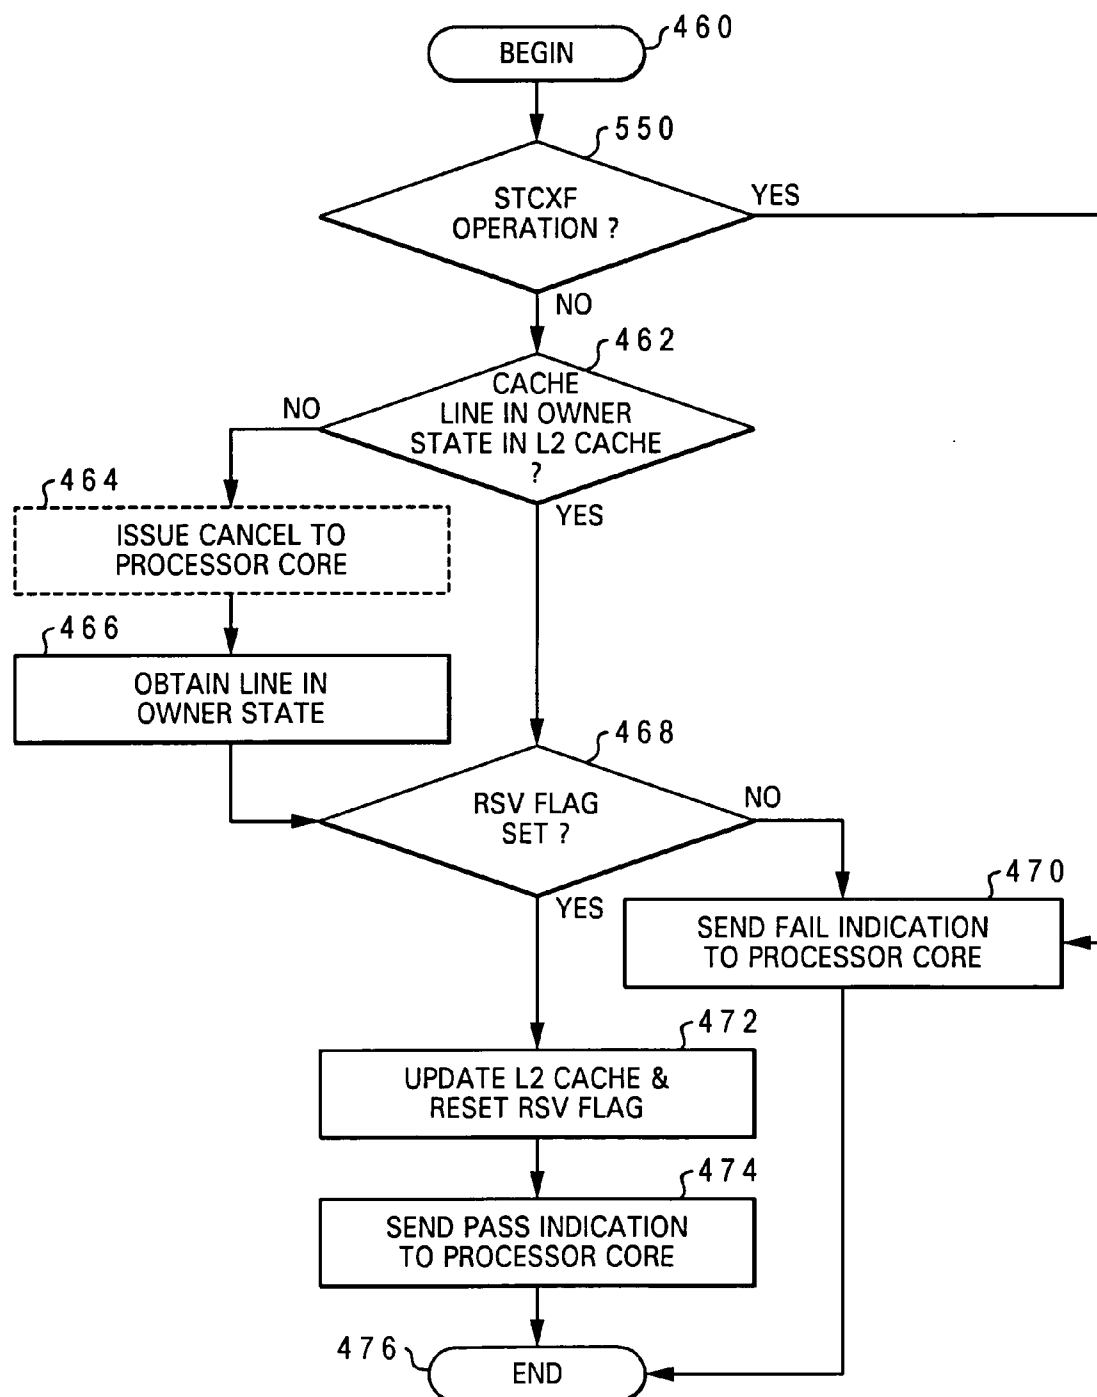 460
BEGIN
550
STCXF
OPERATION ?
YES
NO
462
CACHE
LINE IN OWNER
STATE IN L2 CACHE
?
NO
YES
464
ISSUE CANCEL TO
PROCESSOR CORE
466
OBTAIN LINE IN
OWNER STATE
468
RSV FLAG
SET ?
NO
YES
470
SEND FAIL INDICATION
TO PROCESSOR CORE
472
UPDATE L2 CACHE &
RESET RSV FLAG
474
SEND PASS INDICATION
TO PROCESSOR CORE
476
END